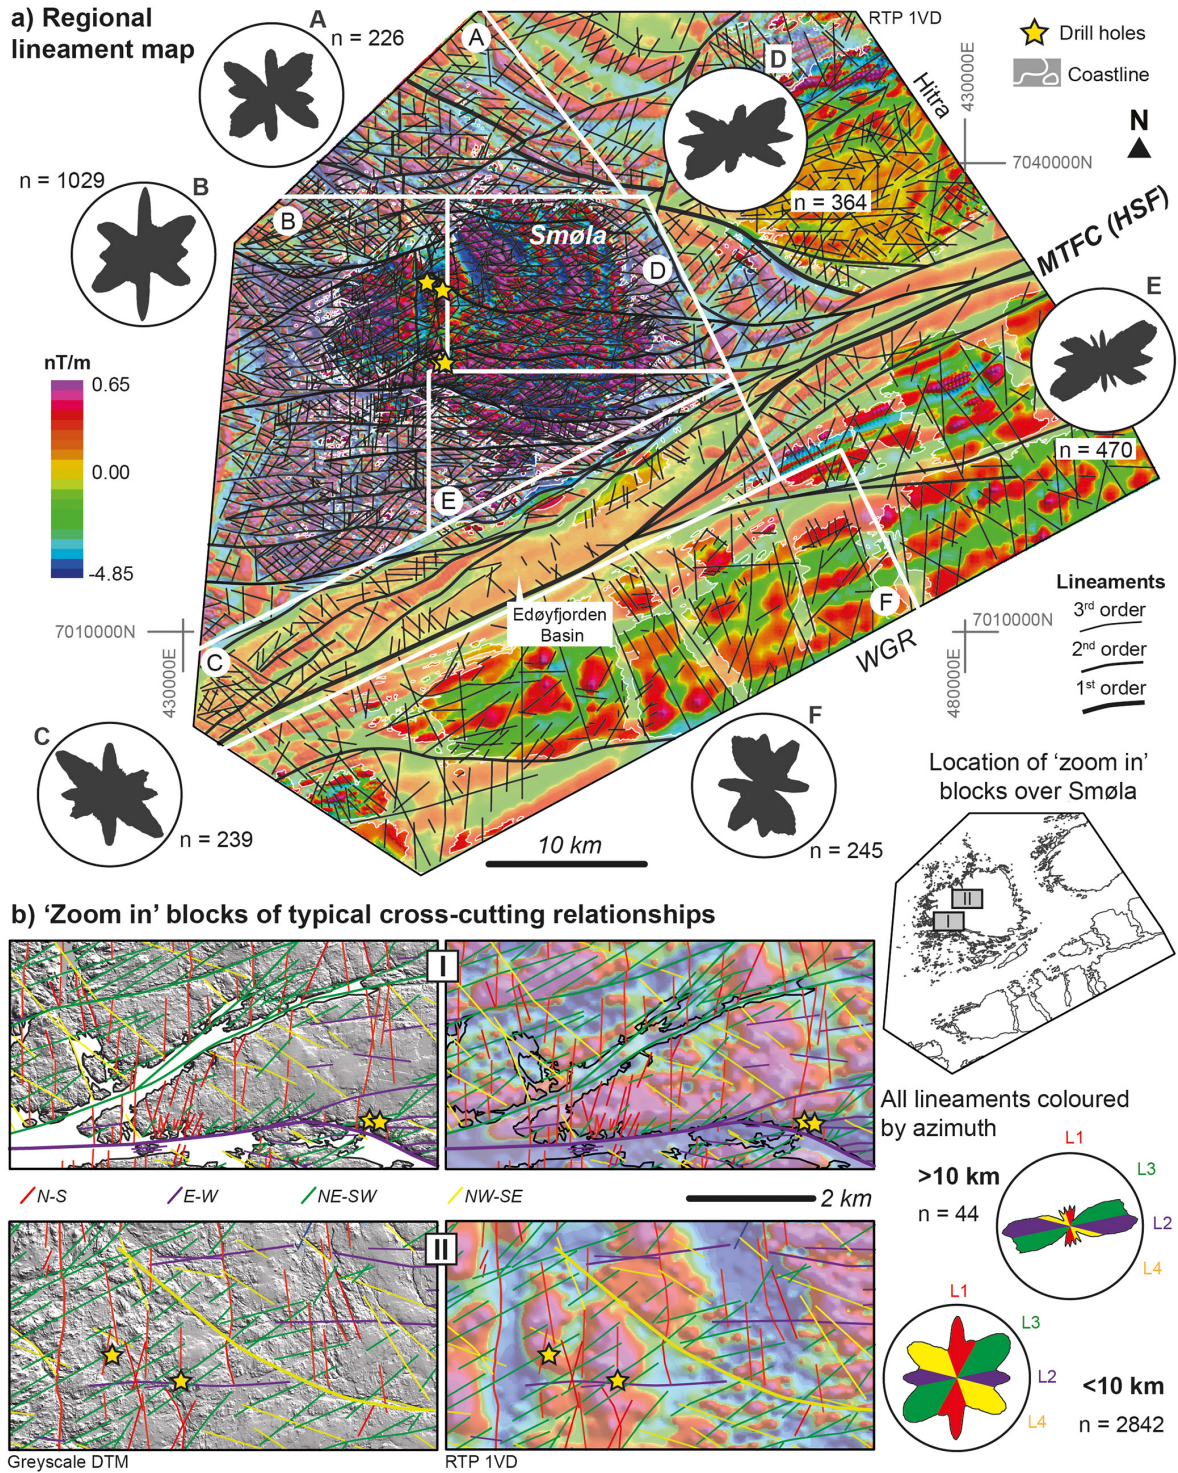 a) Regional
lineament map
A
n = 226
A
RTP 1VD
Drill holes
Coastline
N
D
Hitra
430000E
7040000N
n = 364
MTFC (HSF)
n = 1029
B
B
Smøla
D
E
n = 470
nT/m
0.65
0.00
-4.85
E
F
Edøyfjorden
Basin
WGR
7010000N
430000E
C
7010000N
480000E
Lineaments
3rd order
2nd order
1st order
C
n = 239
F
n = 245
10 km
Location of ‘zoom in’
blocks over Smøla
II
I
b) ‘Zoom in’ blocks of typical cross-cutting relationships
I
N-S
E-W
NE-SW
NW-SE
2 km
II
Greyscale DTM
RTP 1VD
All lineaments coloured
by azimuth
>10 km
n = 44
L1
L3
L2
L4
L1
L3
L2
L4
<10 km
n = 2842